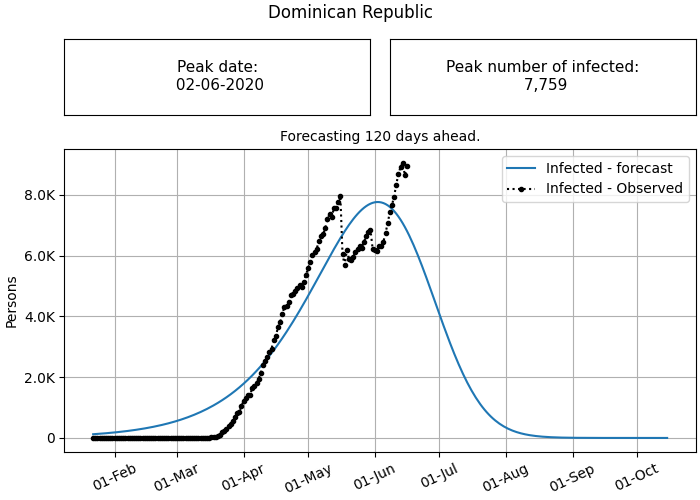 Dominican Republic
Peak date:
02-06-2020
Peak number of infected:
7,759
Forecasting 120 days ahead.
Infected - forecast
Infected - Observed
8.0K
6.0K
4.0K
2.0K
0
Persons
01-Feb
01-Mar
01-Apr
01-May
01-Jun
01-Jul
01-Aug
01-Sep
01-Oct